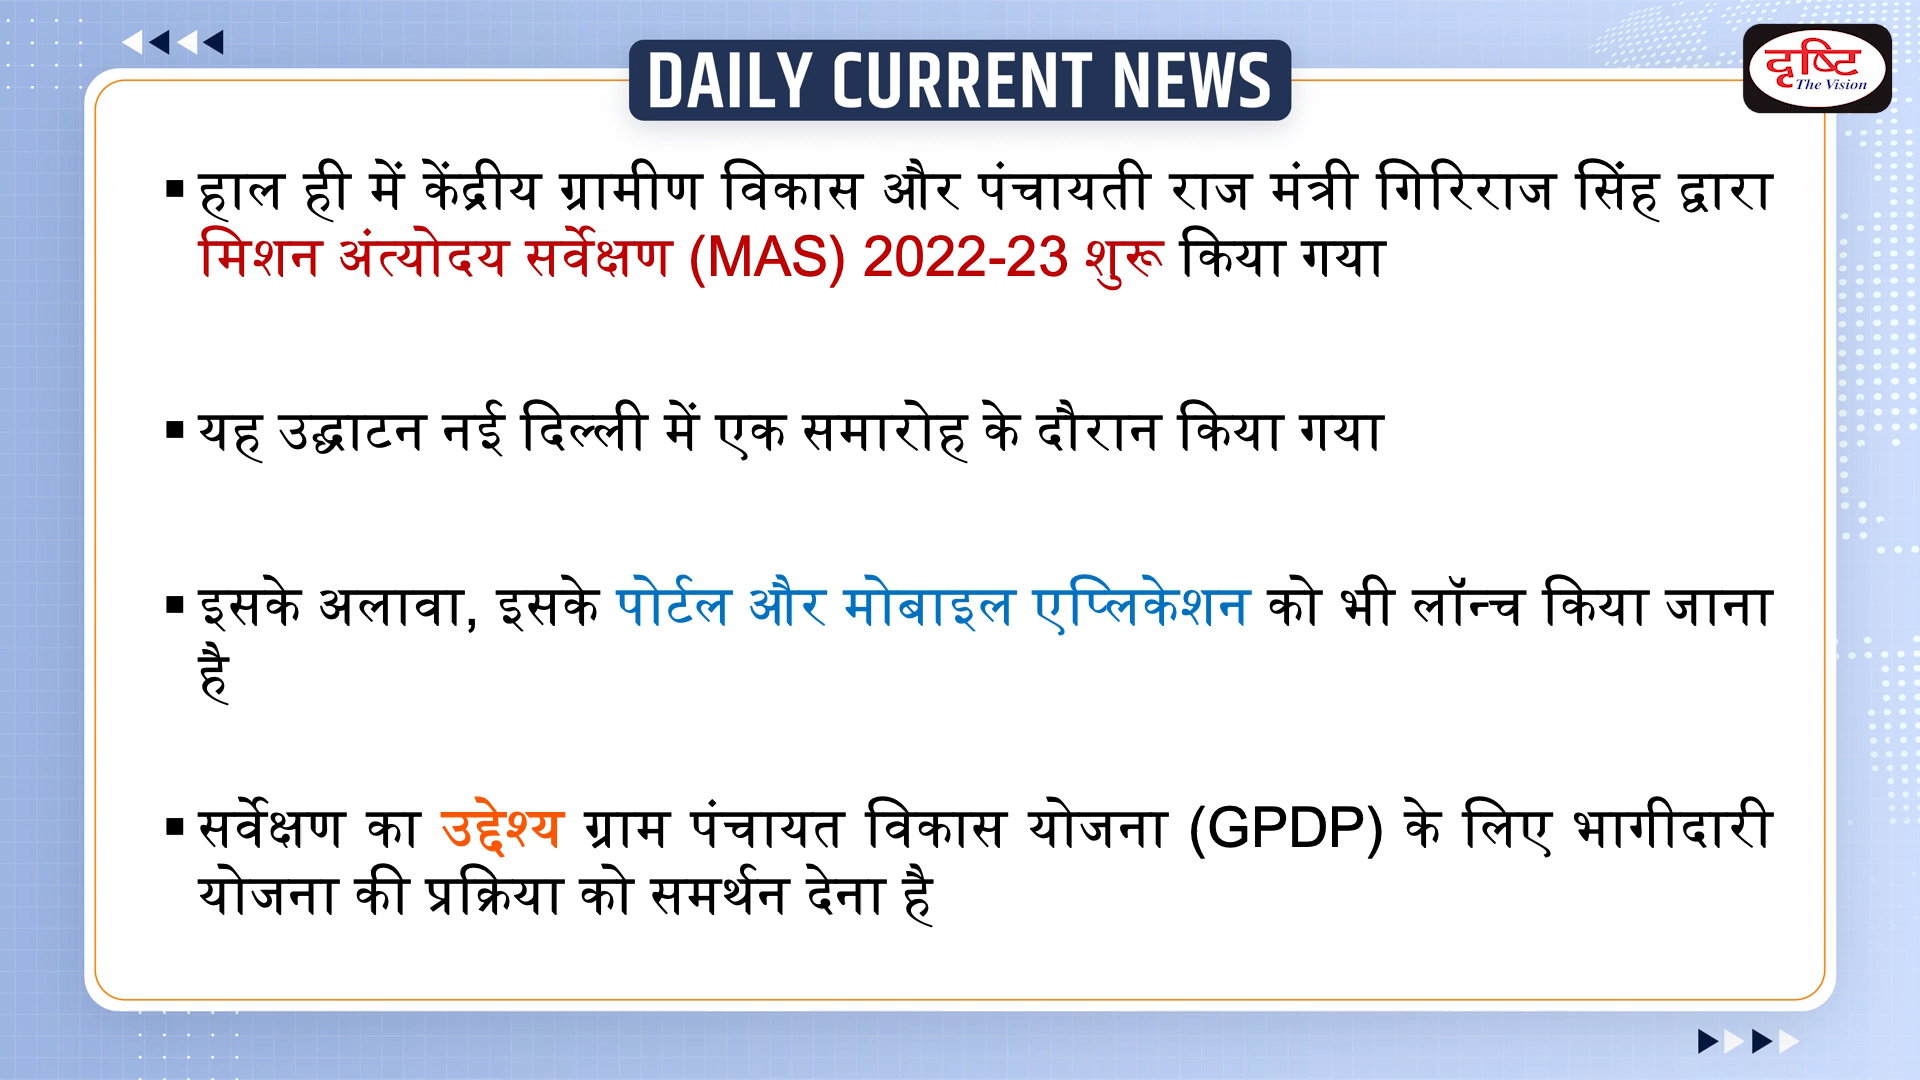 DAILY CURRENT NEWS
दृष्टि
The Vision
▪ हाल ही में केंद्रीय ग्रामीण विकास और पंचायती राज मंत्री गिरिराज सिंह द्वारा
मिशन अंत्योदय सर्वेक्षण (MAS) 2022-23 शुरू किया गया
▪ यह उद्घाटन नई दिल्ली में एक समारोह के दौरान किया गया
▪ इसके अलावा, इसके पोर्टल और मोबाइल एप्लिकेशन को भी लॉन्च किया जाना
है
▪ सर्वेक्षण का उद्देश्य ग्राम पंचायत विकास योजना (GPDP) के लिए भागीदारी
योजना की प्रक्रिया को समर्थन देना है